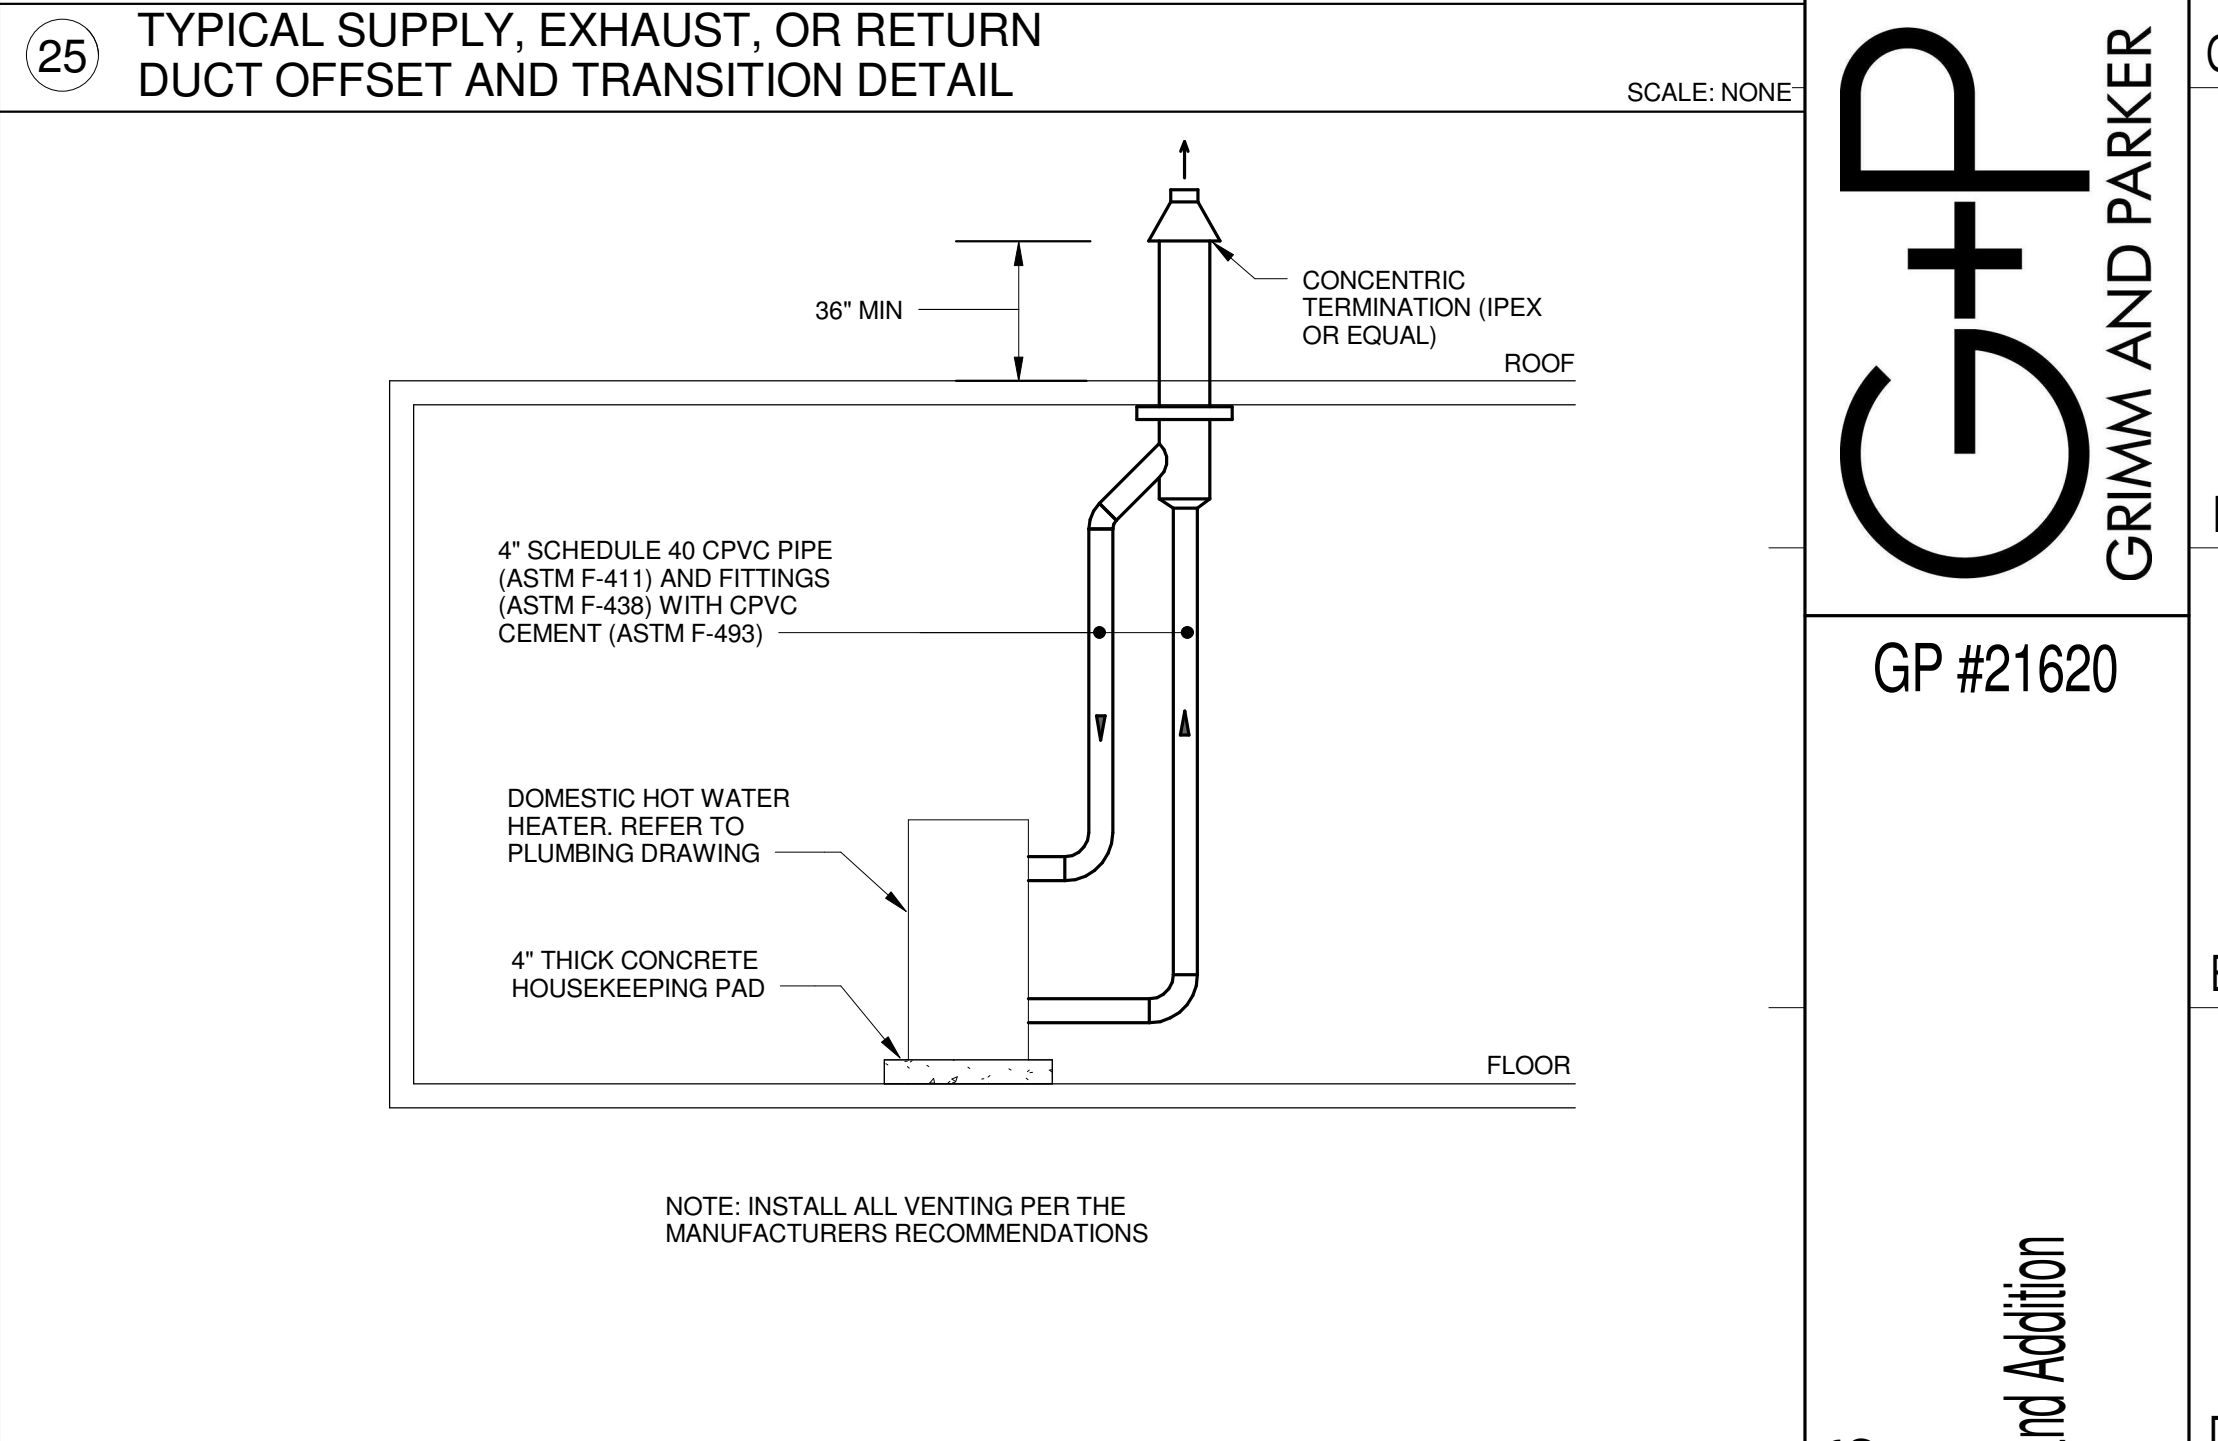 25
TYPICAL SUPPLY, EXHAUST, OR RETURN
DUCT OFFSET AND TRANSITION DETAIL
SCALE: NONE
36" MIN
CONCENTRIC
TERMINATION (IPEX
OR EQUAL)
ROOF
4" SCHEDULE 40 CPVC PIPE
(ASTM F-411) AND FITTINGS
(ASTM F-438) WITH CPVC
CEMENT (ASTM F-493)
DOMESTIC HOT WATER
HEATER. REFER TO
PLUMBING DRAWING
4" THICK CONCRETE
HOUSEKEEPING PAD
FLOOR
NOTE: INSTALL ALL VENTING PER THE
MANUFACTURERS RECOMMENDATIONS
G+P
GRIMM AND PARKER
GP #21620
nd Addition